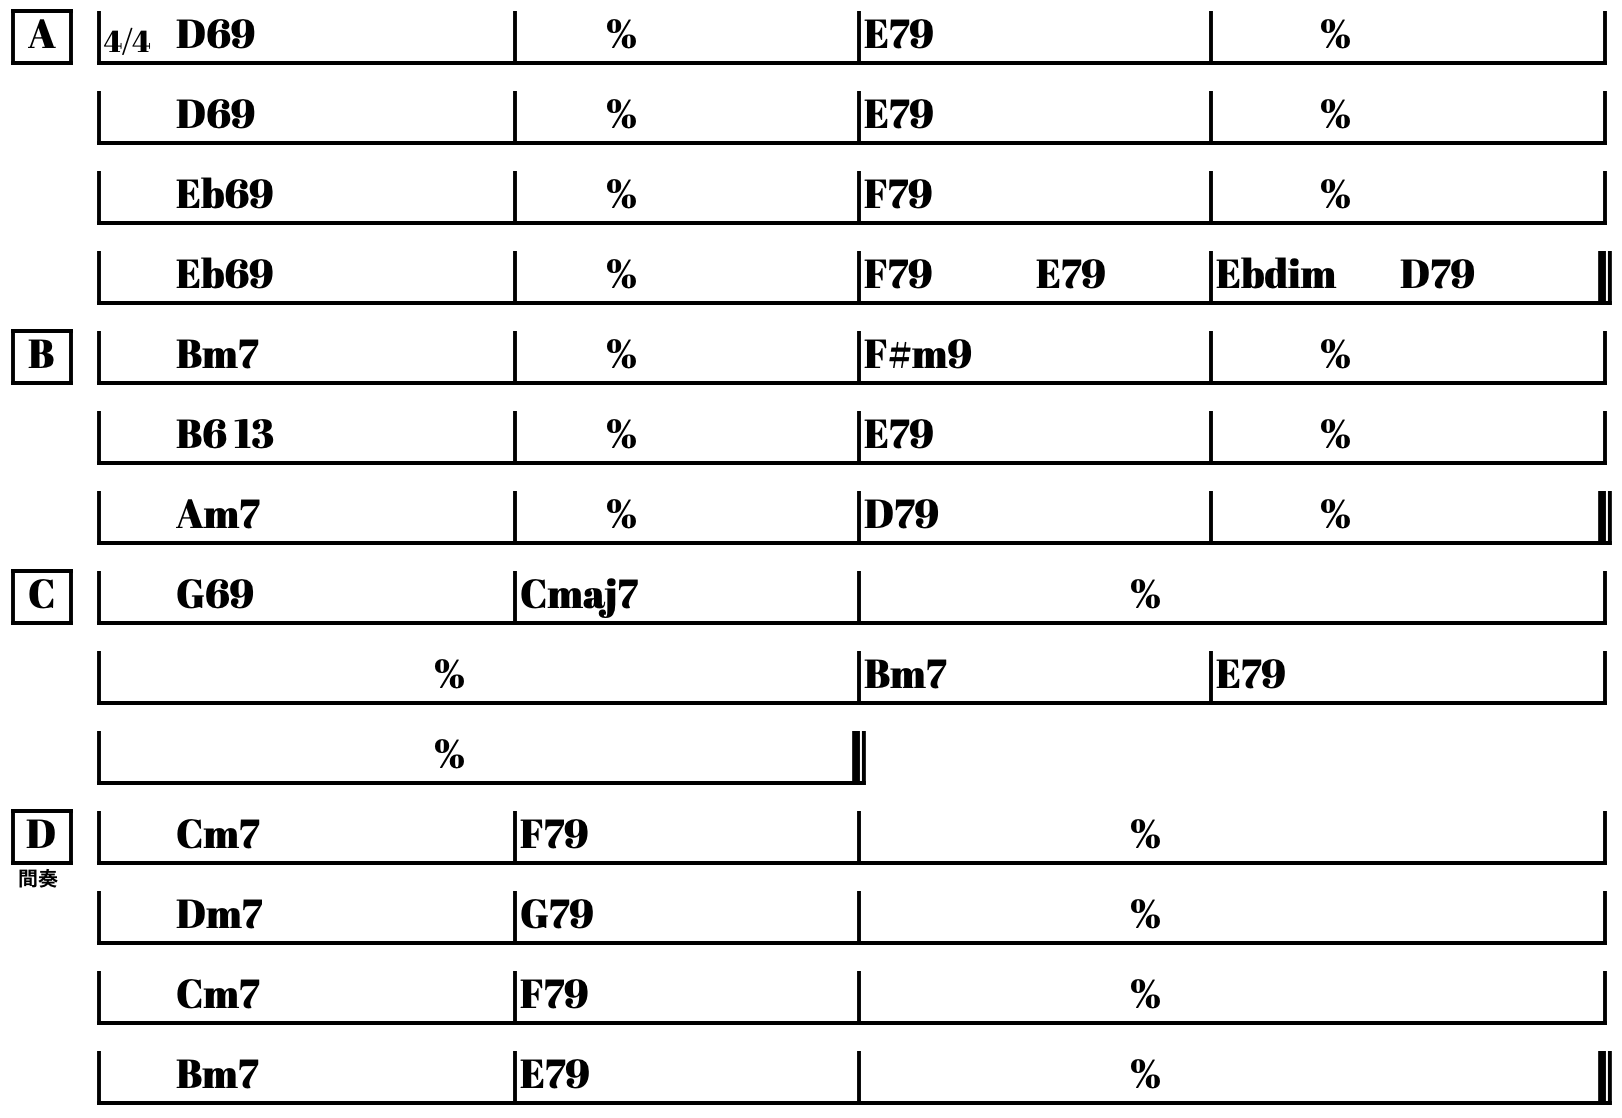 A 4/4 D69 % E79 %
D69 % E79 %
Eb69 % F79 %
Eb69 % F79 E79 Ebdim D79
B Bm7 % F#m9 %
B6 13 % E79 %
Am7 % D79 %
C G69 Cmaj7 %
% Bm7 E79
%
D Cm7 F79 %
間奏
Dm7 G79 %
Cm7 F79 %
Bm7 E79 %